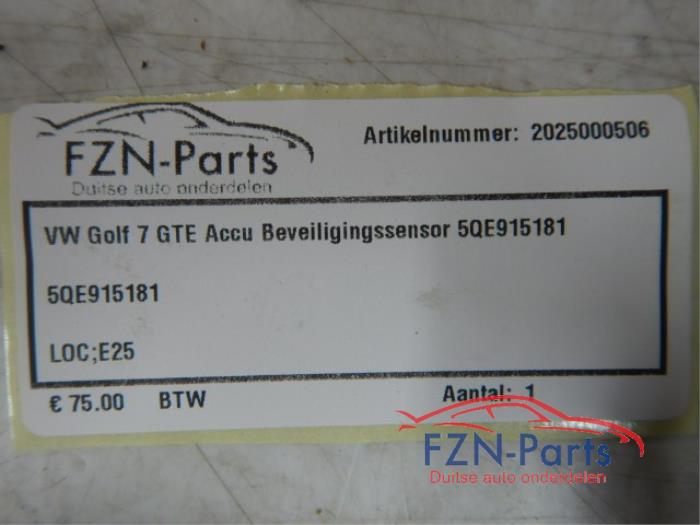 FZN-Parts
Duitse auto onderdelen
Artikelnummer: 2025000506
VW Golf 7 GTE Accu Beveiligingssensor 5QE915181
5QE915181
LOC;E25
€ 75.00 BTW Aantal: 1
FZN-Parts
Duitse auto onderdelen